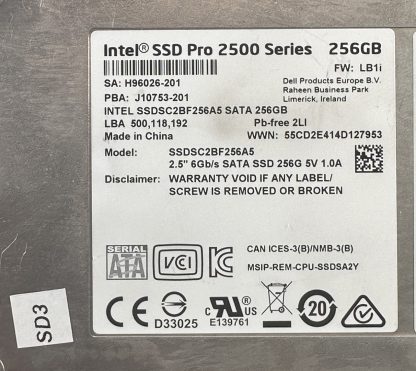 Intel® SSD Pro 2500 Series 256GB
FW: LB1i
SA: H96026-201
Dell Products Europe B.V.
Raheen Business Park
Limerick, Ireland
PBA: J10753-201
INTEL SSDSC2BF256A5 SATA 256GB
LBA 500,118,192
Pb-free 2LI
Made in China
WWN: 55CD2E414D127953
Model: SSDSC2BF256A5
2.5" 6Gb/s SATA SSD 256G 5V 1.0A
Disclaimer: WARRANTY VOID IF ANY LABEL/
SCREW IS REMOVED OR BROKEN
SERIAL
ATA
VCI
CAN ICES-3(B)/NMB-3(B)
MSIP-REM-CPU-SSDSA2Y
CE
D33025
c RU® US
E139761
20
SD3